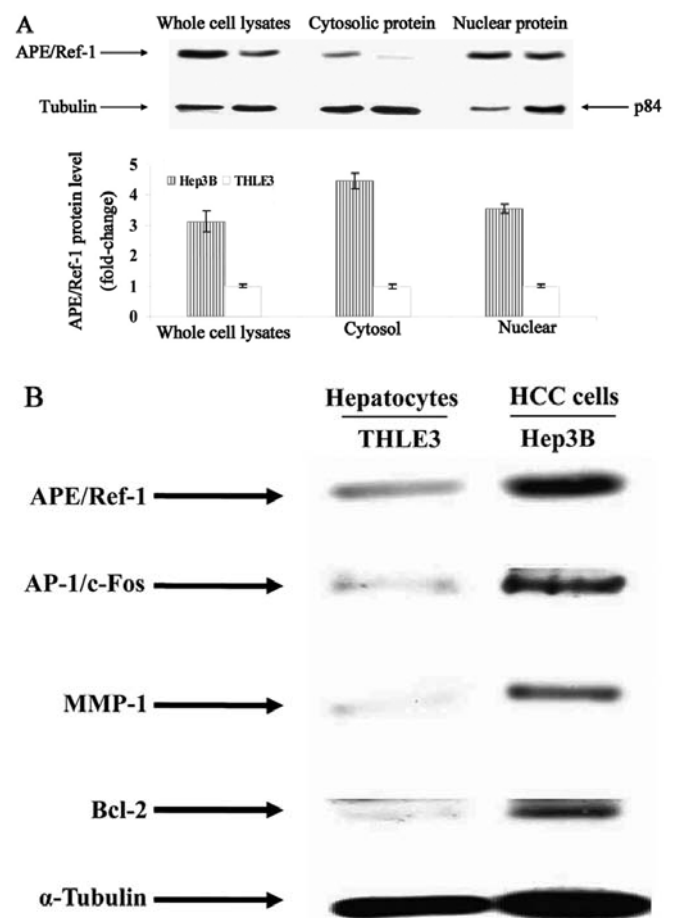 A
Whole cell lysates Cytosolic protein Nuclear protein
APE/Ref-1
Tubulin
p84
APE/Ref-1 protein level
(fold-change)
5
4
3
2
1
0
Hep3B THLE3
Whole cell lysates Cytosol Nuclear
B
Hepatocytes HCC cells
THLE3 Hep3B
APE/Ref-1
AP-1/c-Fos
MMP-1
Bcl-2
α-Tubulin